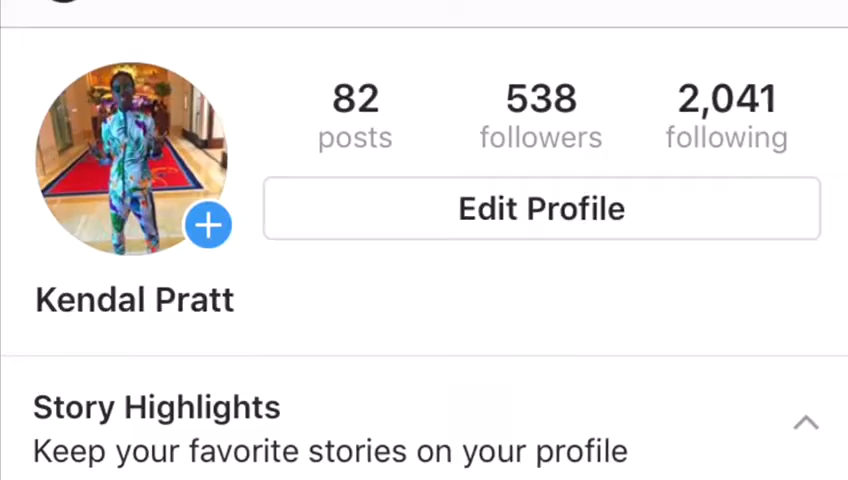 82 538 2,041
posts followers following
Edit Profile
Kendal Pratt
Story Highlights
Keep your favorite stories on your profile